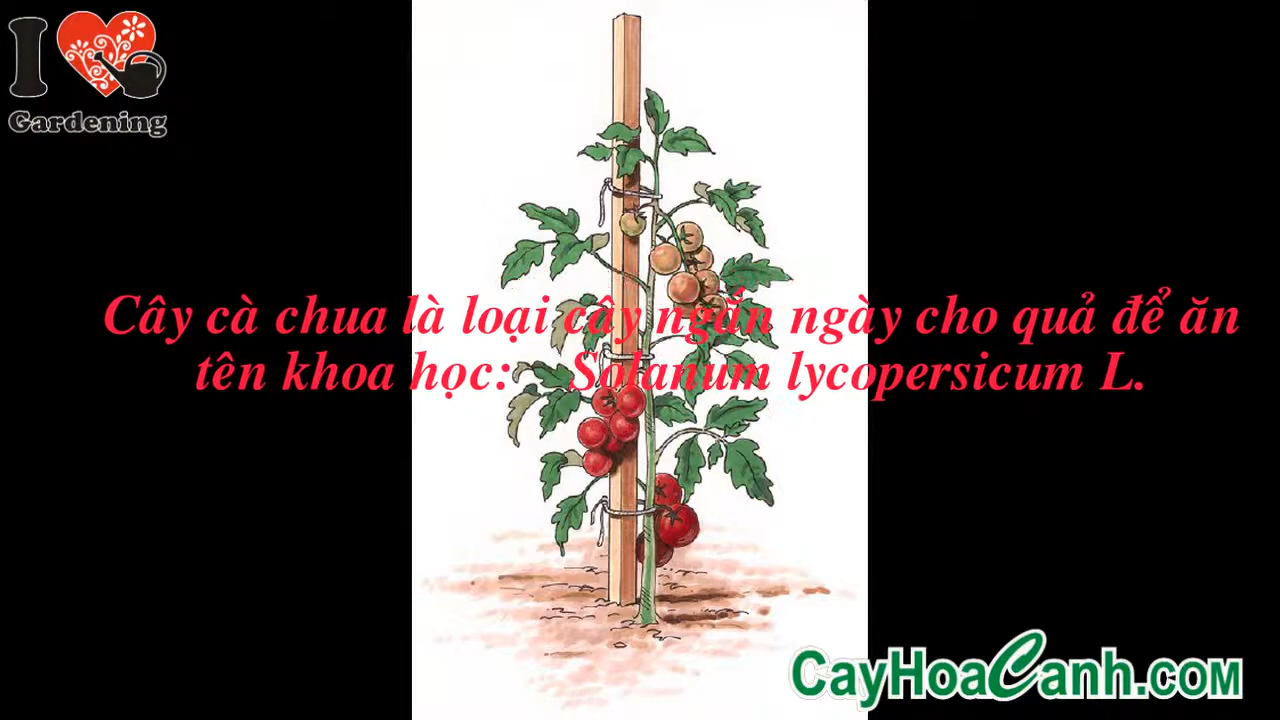 I
Gardening
Cây cà chua là loại cây ngắn ngày cho quả để ăn
tên khoa học: Solanum lycopersicum L.
CayHoaCanh.com